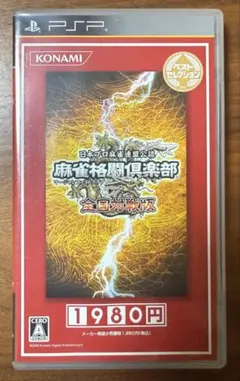 PSP
KONAMI
ベスト
セレクション
日本プロ麻雀連盟公認
麻雀格闘倶楽部
全国対戦版
CERO
A
1980円
メーカー希望小売価格1,980円(税込)